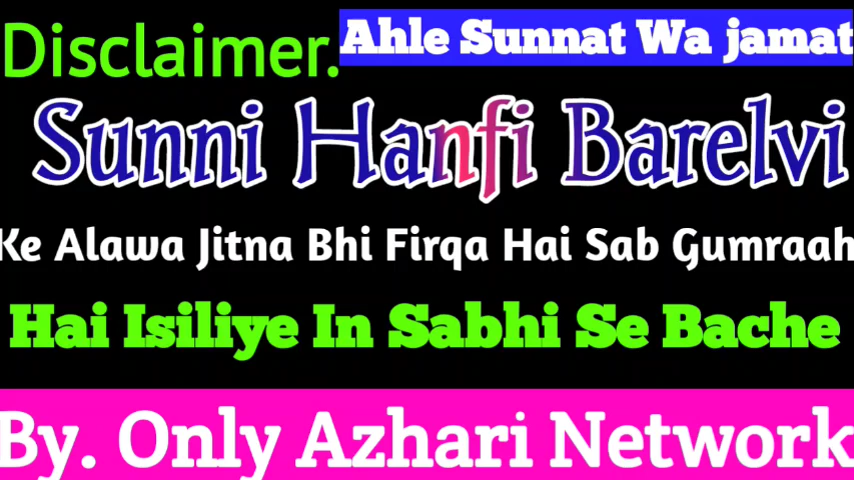 Disclaimer. Ahle Sunnat Wa jamat
Sunni Hanfi Barelvi
Ke Alawa Jitna Bhi Firqa Hai Sab Gumraah
Hai Isiliye In Sabhi Se Bache
By. Only Azhari Network